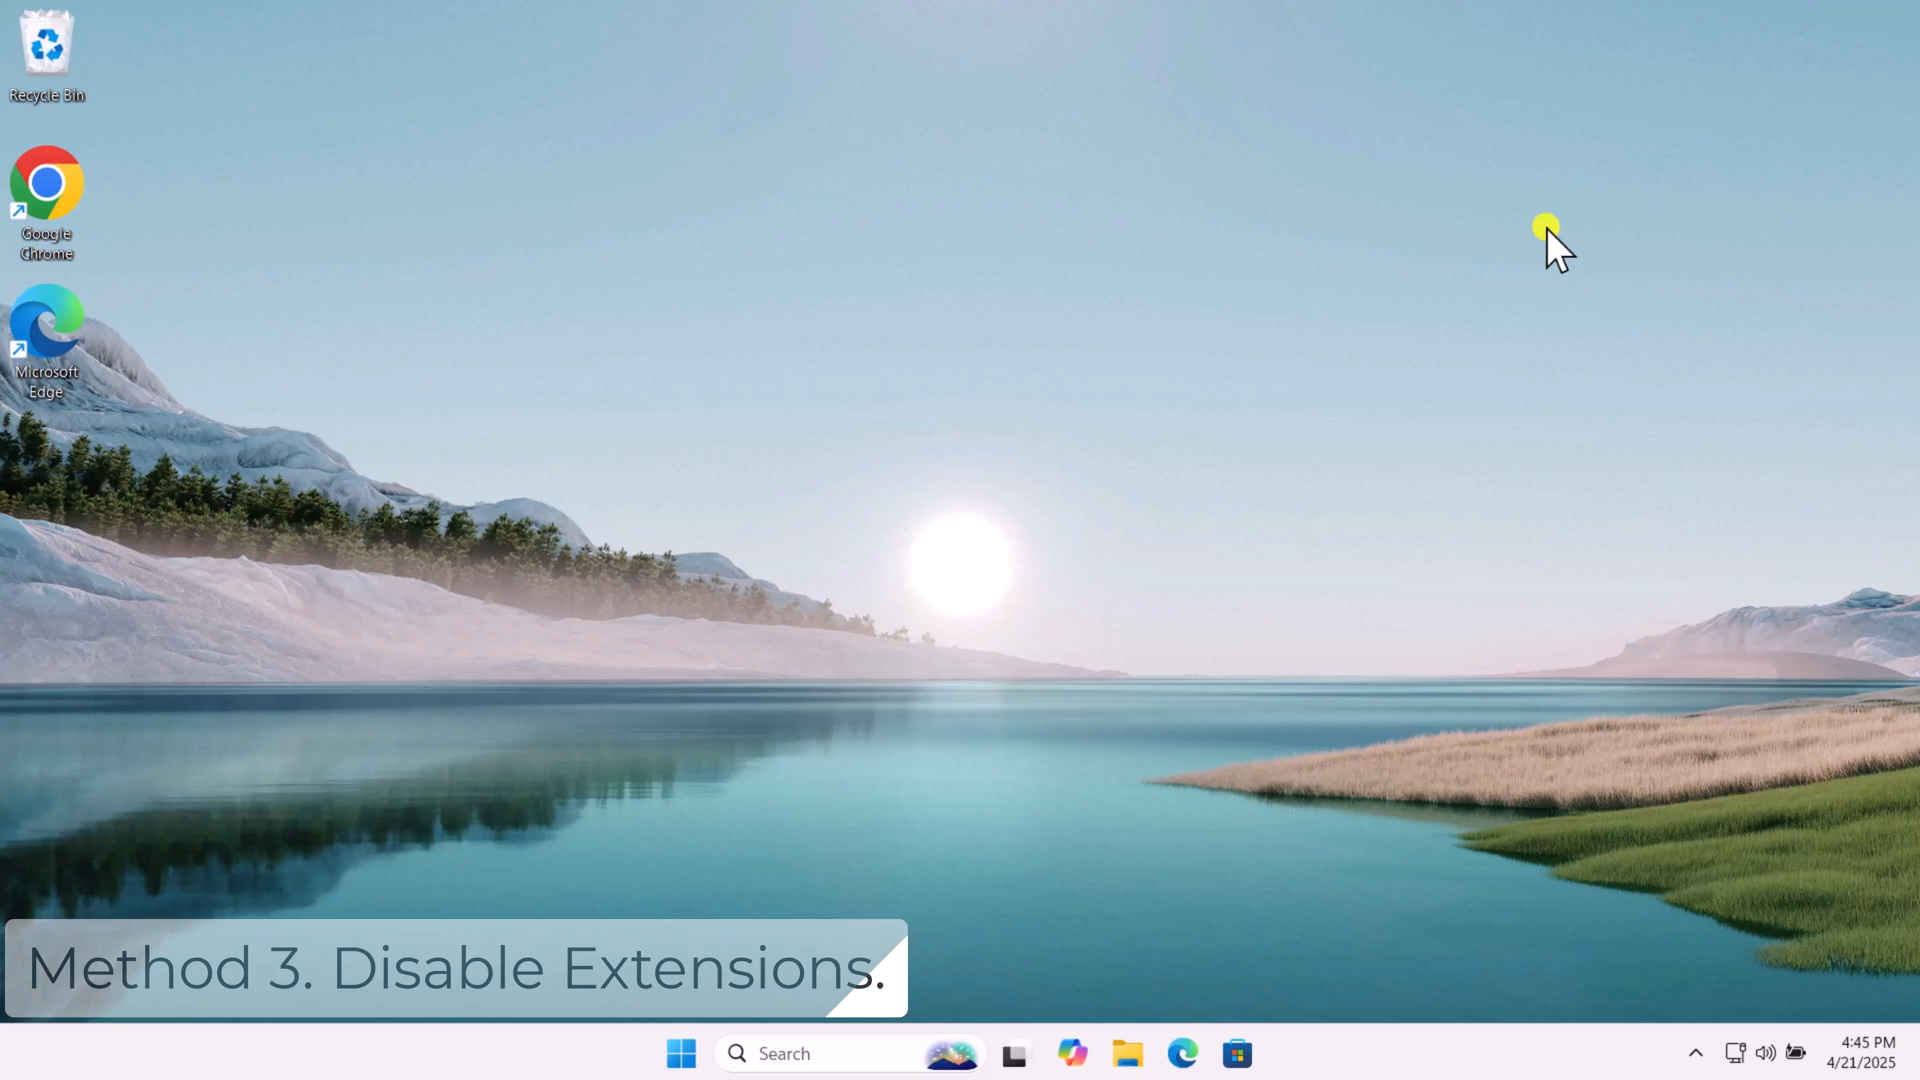 Recycle Bin
Google
Chrome
Microsoft
Edge
Method 3. Disable Extensions.
Search
4:45 PM
4/21/2025